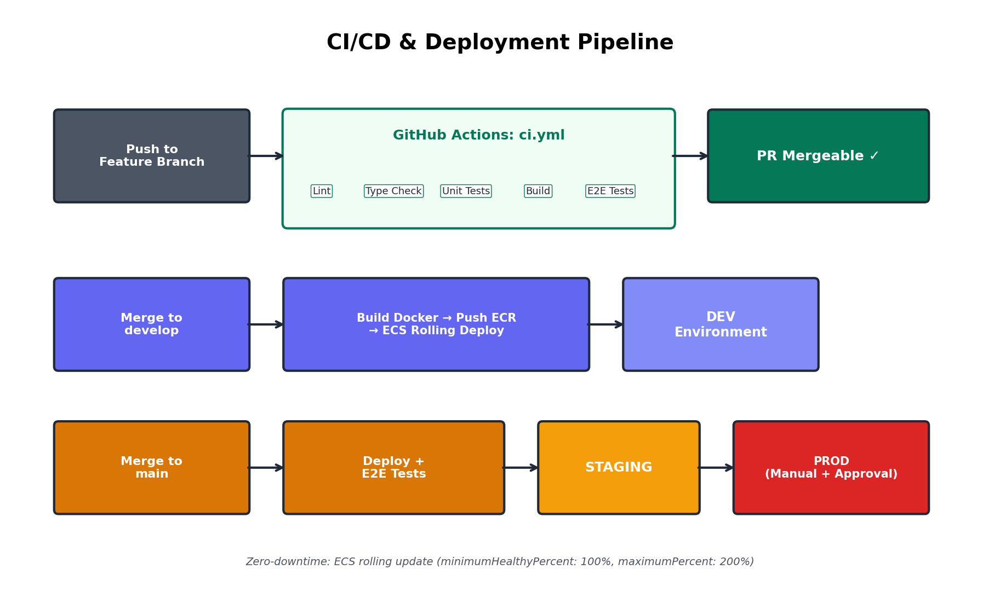 CI/CD & Deployment Pipeline
Push to
Feature Branch
GitHub Actions: ci.yml
Lint
Type Check
Unit Tests
Build
E2E Tests
PR Mergeable ✓
Merge to
develop
Build Docker → Push ECR
→ ECS Rolling Deploy
DEV
Environment
Merge to
main
Deploy +
E2E Tests
STAGING
PROD
(Manual + Approval)
Zero-downtime: ECS rolling update (minimumHealthyPercent: 100%, maximumPercent: 200%)